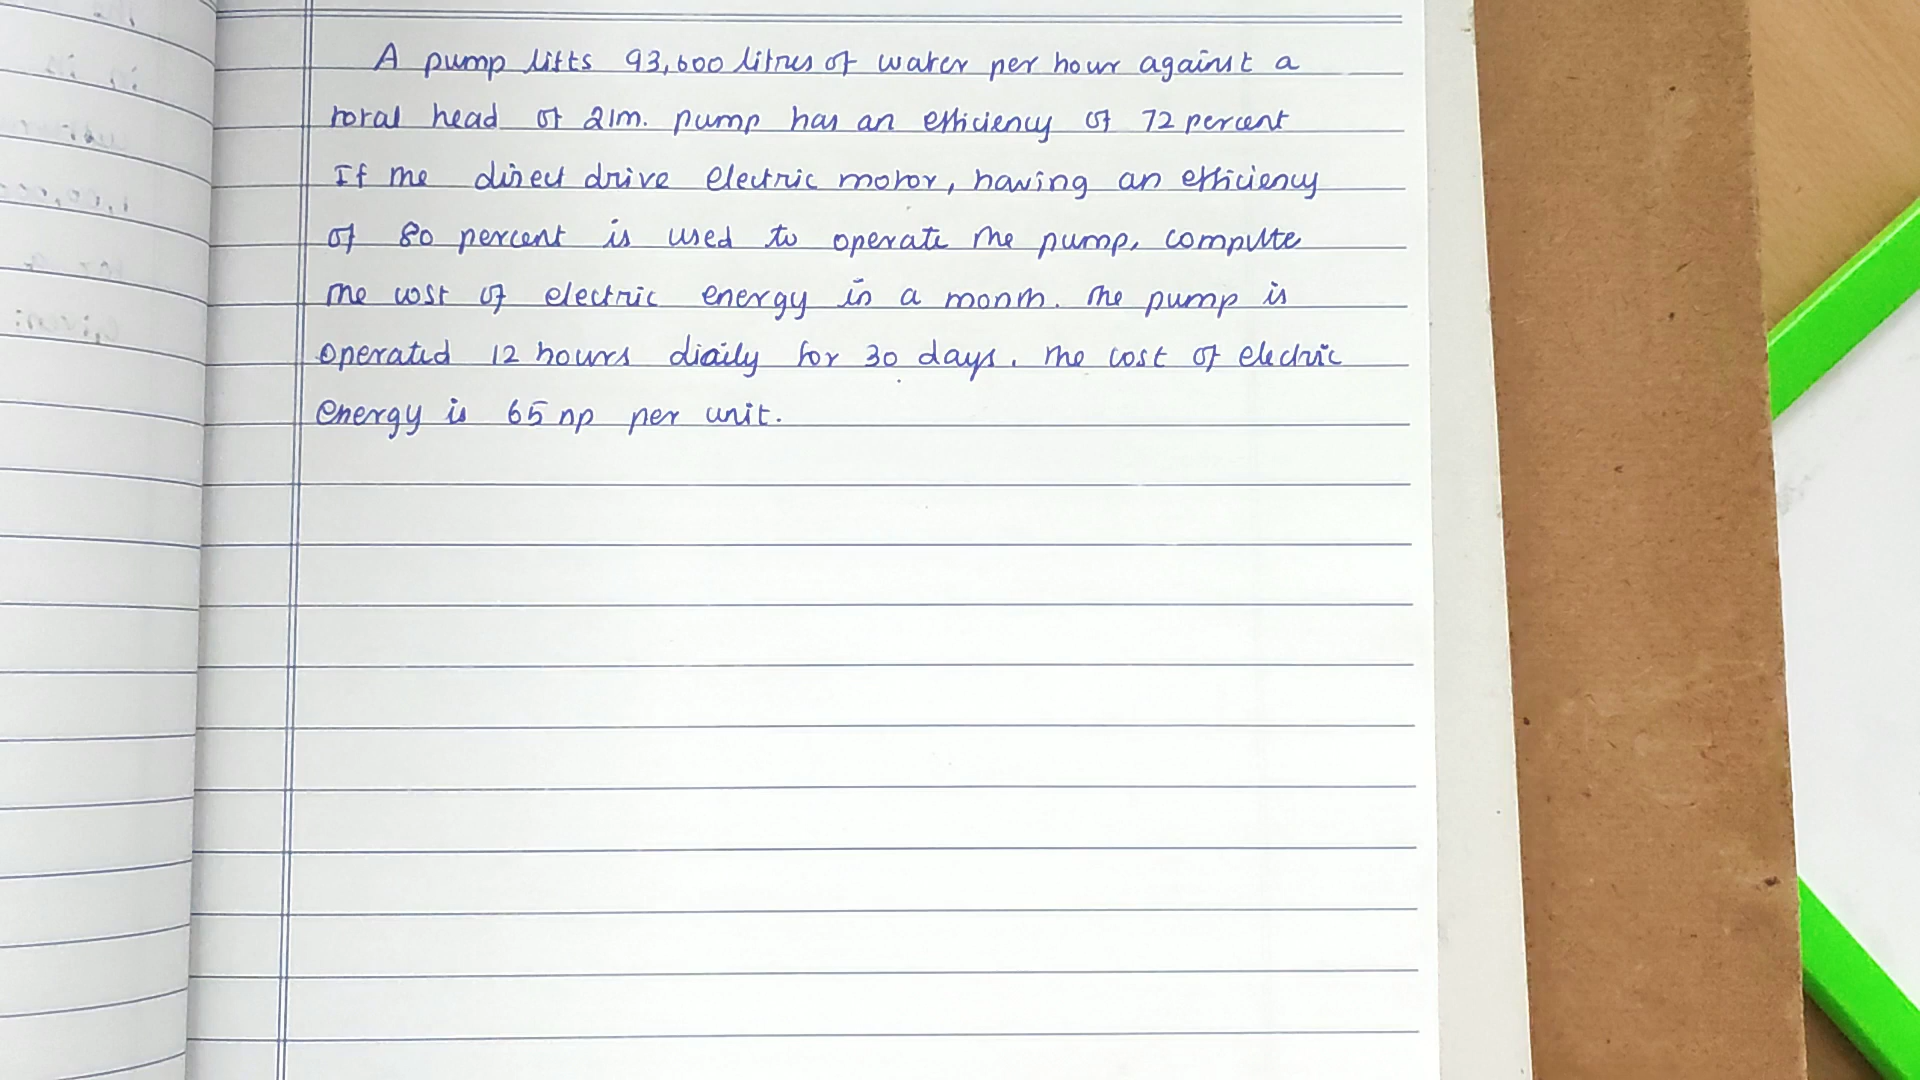 A pump lifts 93,600 litres of water per hour against a
total head of 21m. pump has an efficiency of 72 percent
If the direct drive electric motor, having an efficiency
of 80 percent is used to operate the pump, compute
the cost of electric energy in a month. The pump is
operated 12 hours diaily for 30 days. The cost of electric
energy is 65 np per unit.